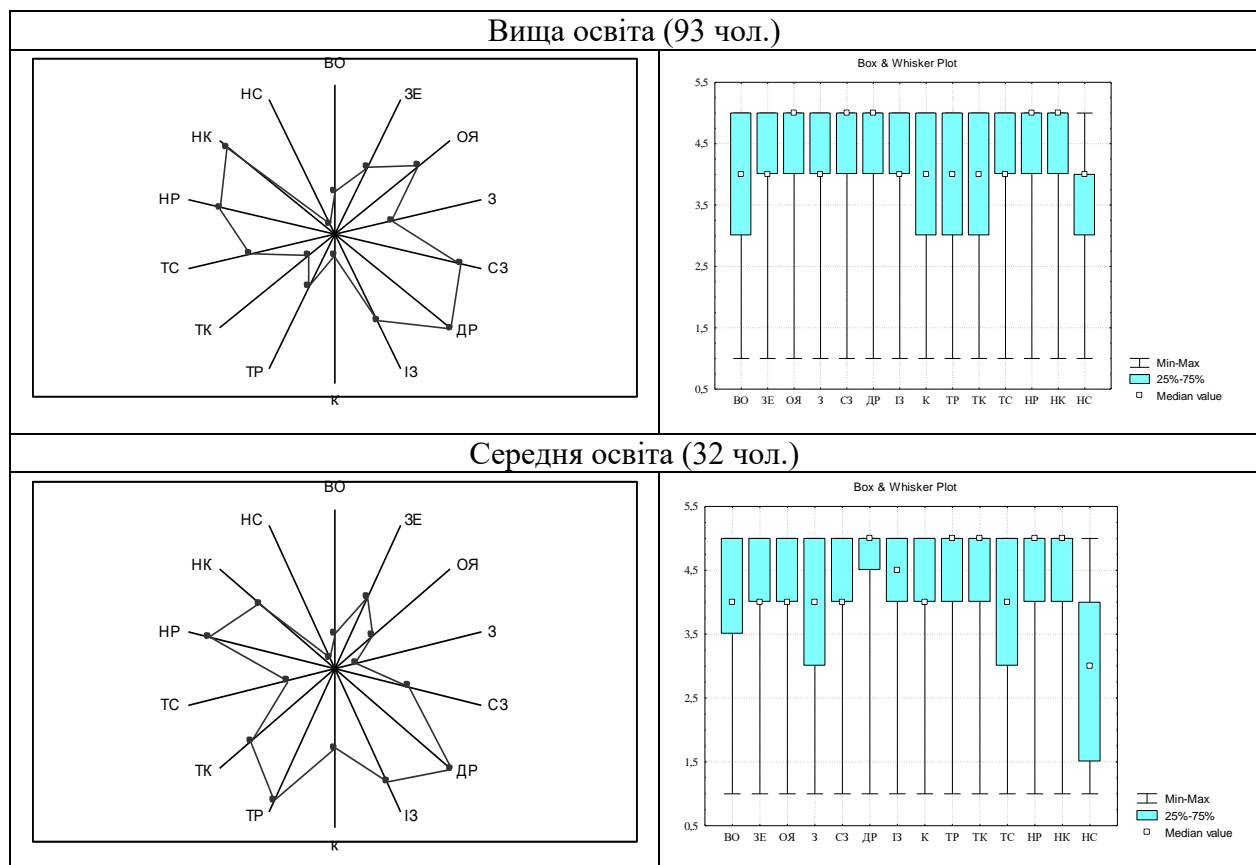 Вища освіта (93 чол.)
ВО
ЗЕ
ОЯ
З
СЗ
ДР
ІЗ
К
ТР
ТК
ТС
НР
НК
НС
Box & Whisker Plot
5,5
4,5
3,5
2,5
1,5
0,5
ВО ЗЕ ОЯ З СЗ ДР ІЗ К ТР ТК ТС НР НК НС
Min-Max
25%-75%
Median value
Середня освіта (32 чол.)
ВО
ЗЕ
ОЯ
З
СЗ
ДР
ІЗ
К
ТР
ТК
ТС
НР
НК
НС
Box & Whisker Plot
5,5
4,5
3,5
2,5
1,5
0,5
ВО ЗЕ ОЯ З СЗ ДР ІЗ К ТР ТК ТС НР НК НС
Min-Max
25%-75%
Median value